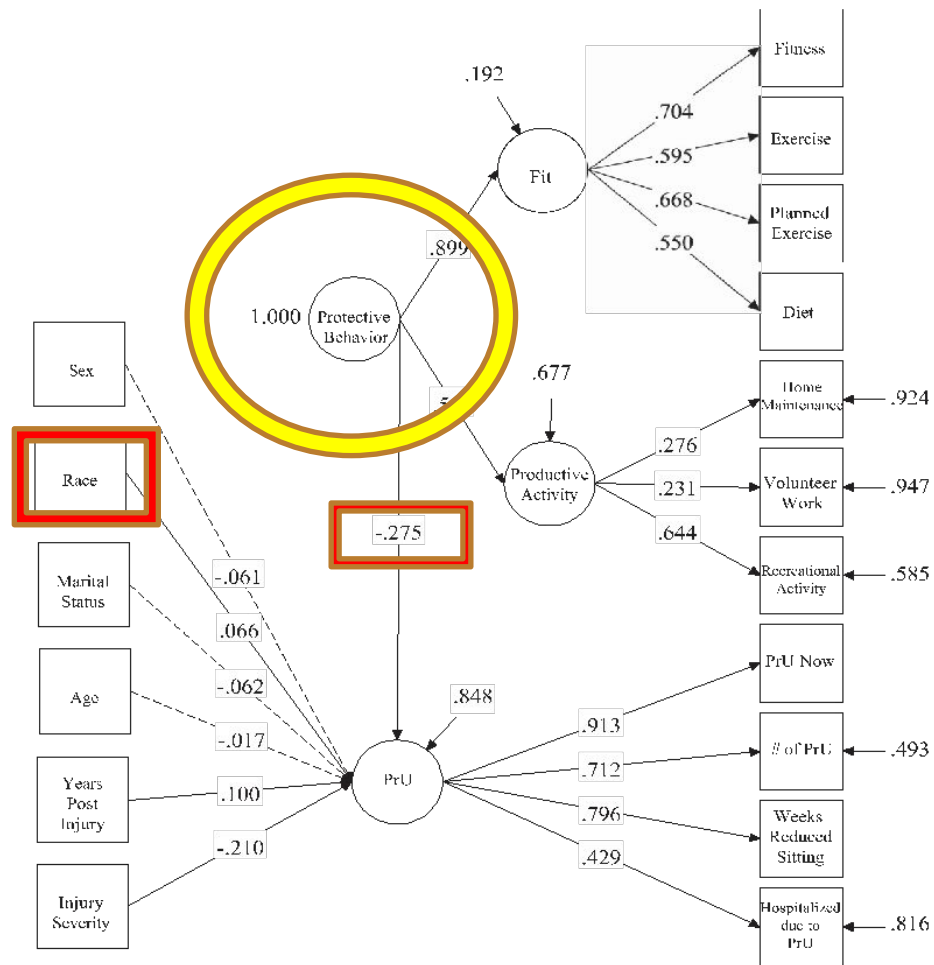 .192
Fitness
.704
Exercise
.595
Fit
.668
Planned
Exercise
.550
.899
Diet
1.000
Protective
Behavior
Sex
.677
Home
Maintenance
.924
.276
Race
Productive
Activity
.231
Volunteer
Work
.947
-.275
.644
Marital
Status
-.061
Recreational
Activity
.585
.066
PrU Now
-.062
Ago
.848
.913
-.017
# of PrU
.493
.712
PrU
Years
Post
Injury
.100
.796
Weeks
Reduced
Sitting
-.210
.429
Injury
Severity
Hospitalized
due to
PrU
.816